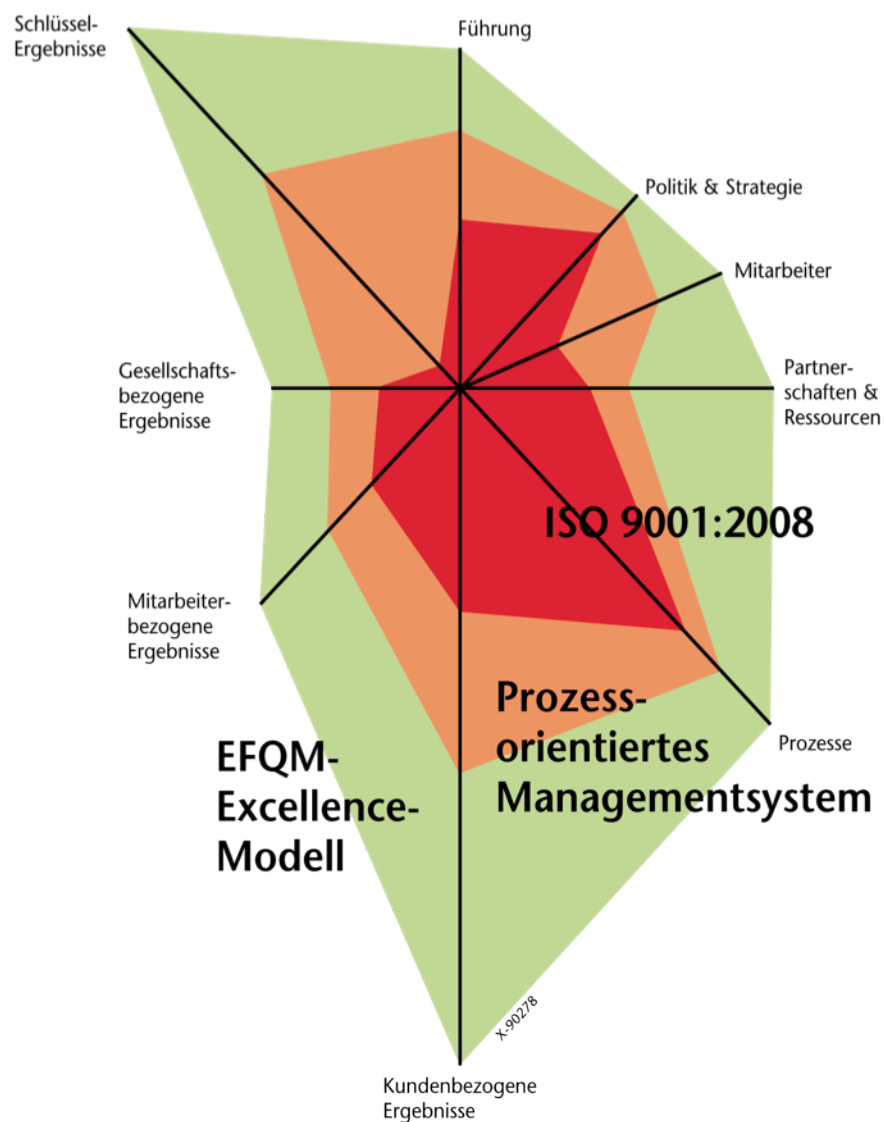 Schlüssel-
Ergebnisse
Führung
Politik & Strategie
Mitarbeiter
Partner-
schaften &
Ressourcen
Gesellschafts-
bezogene
Ergebnisse
ISO 9001:2008
Mitarbeiter-
bezogene
Ergebnisse
Prozess-
orientiertes
Managementsystem
Prozesse
EFQM-
Excellence-
Modell
X-90278
Kundenbezogene
Ergebnisse